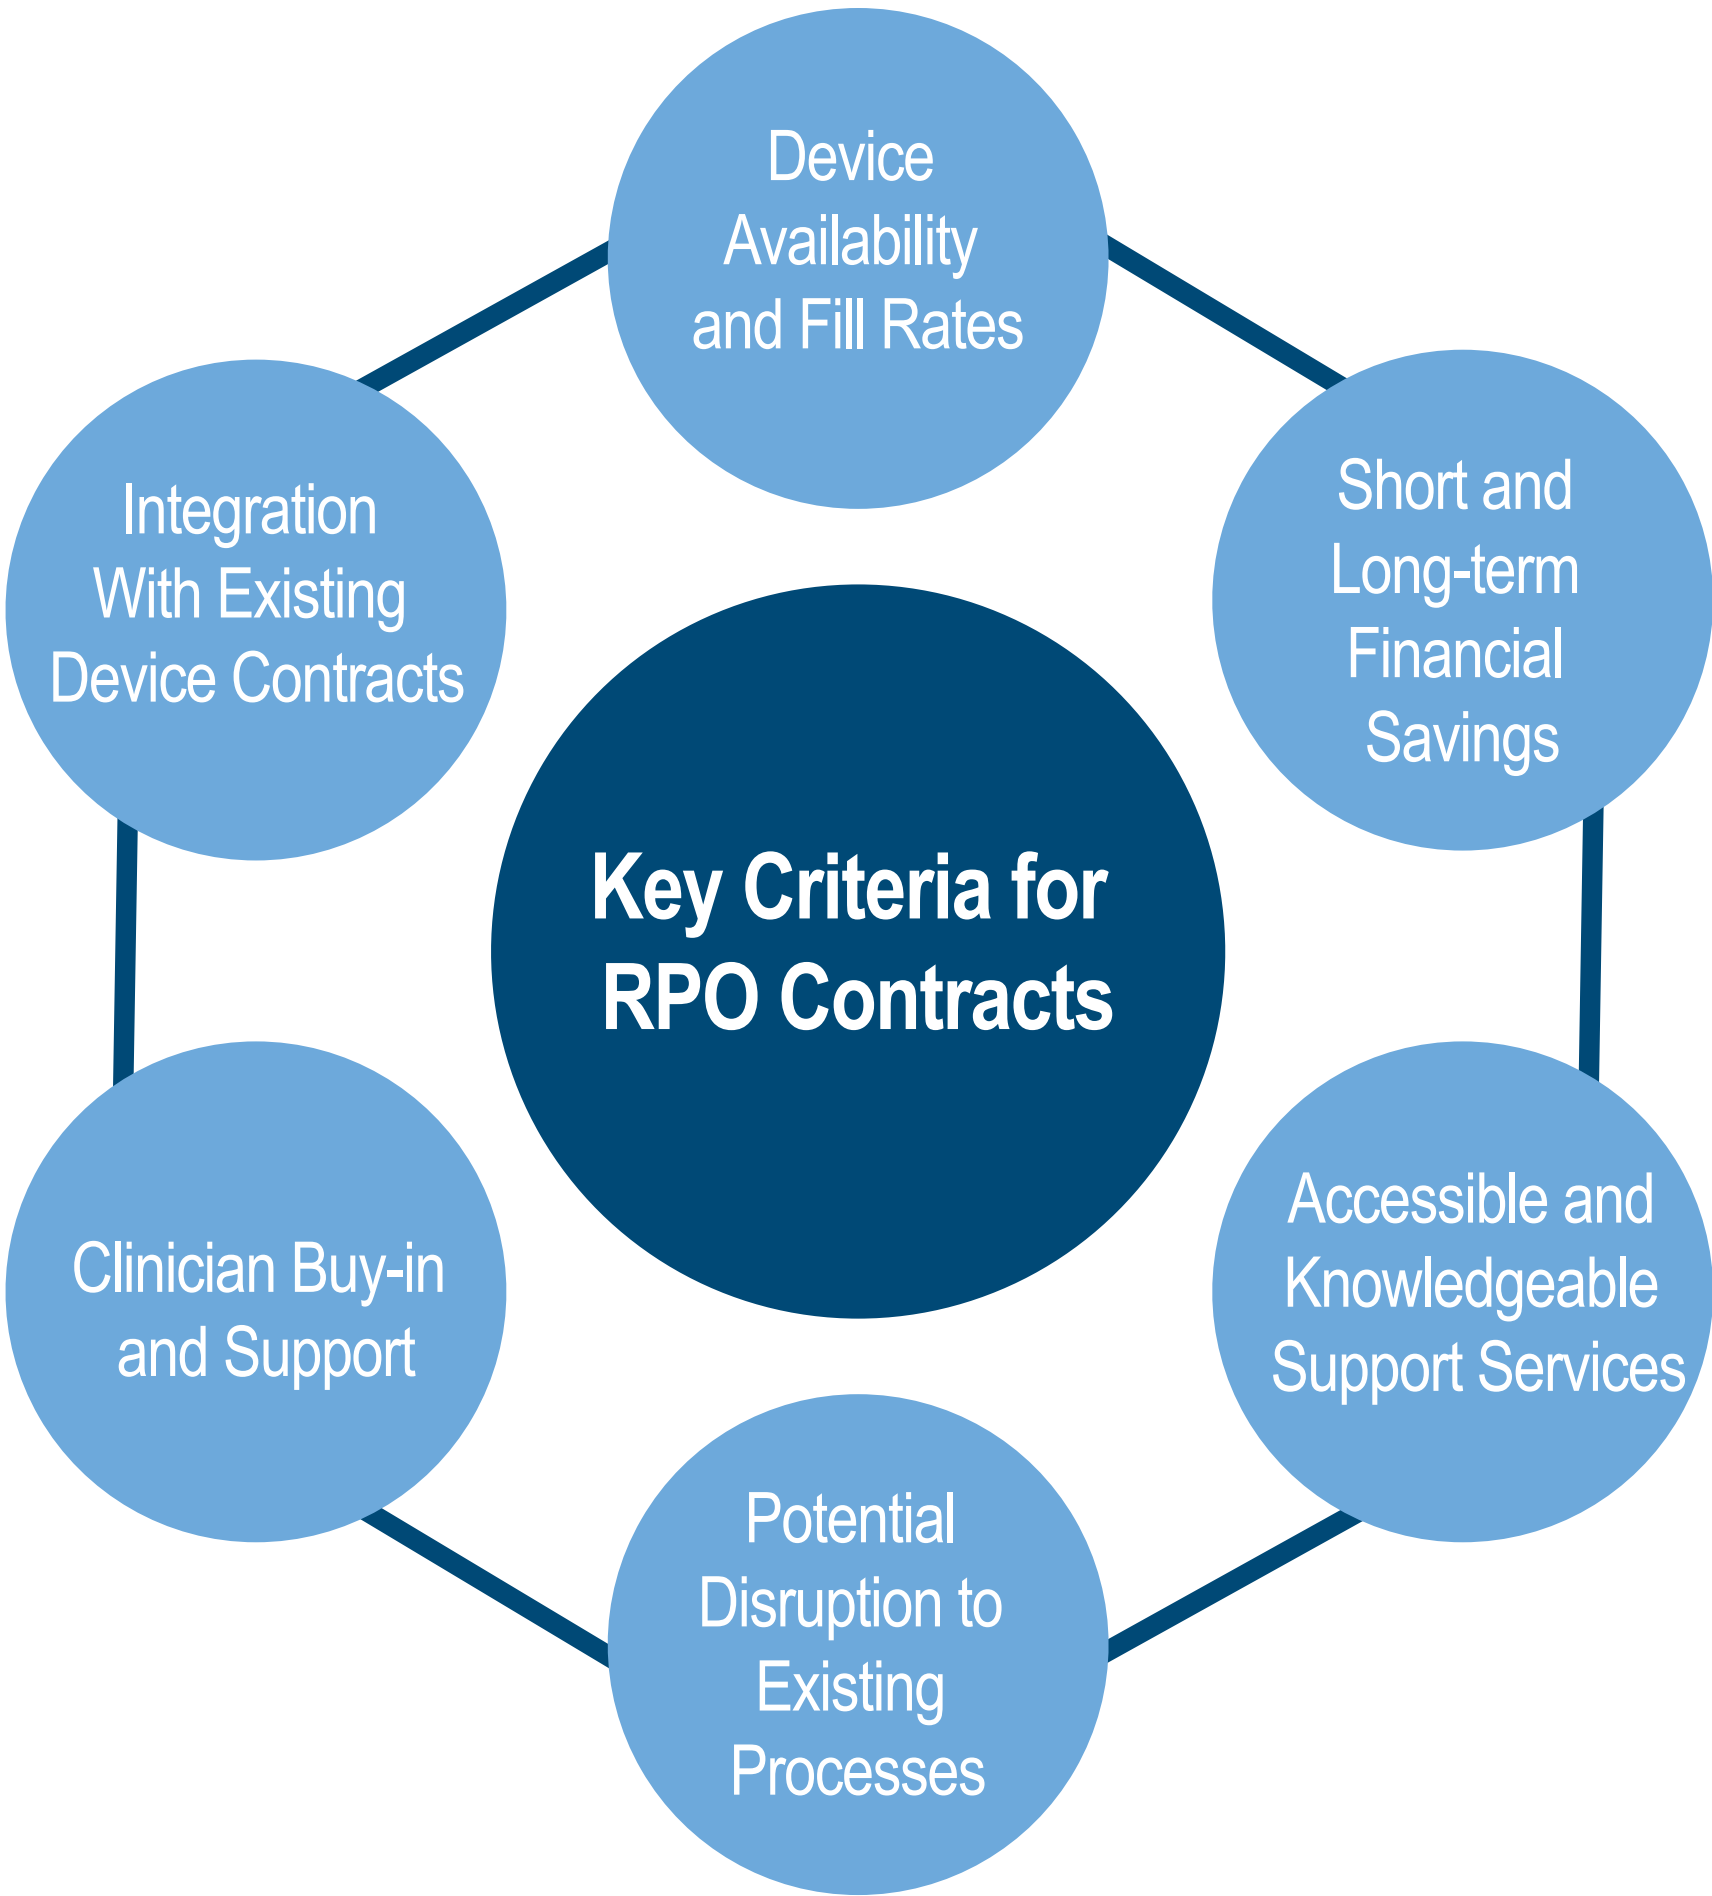 Device
Availability
and Fill Rates
Short and
Long-term
Financial
Savings
Integration
With Existing
Device Contracts
Key Criteria for
RPO Contracts
Accessible and
Knowledgeable
Support Services
Clinician Buy-in
and Support
Potential
Disruption to
Existing
Processes